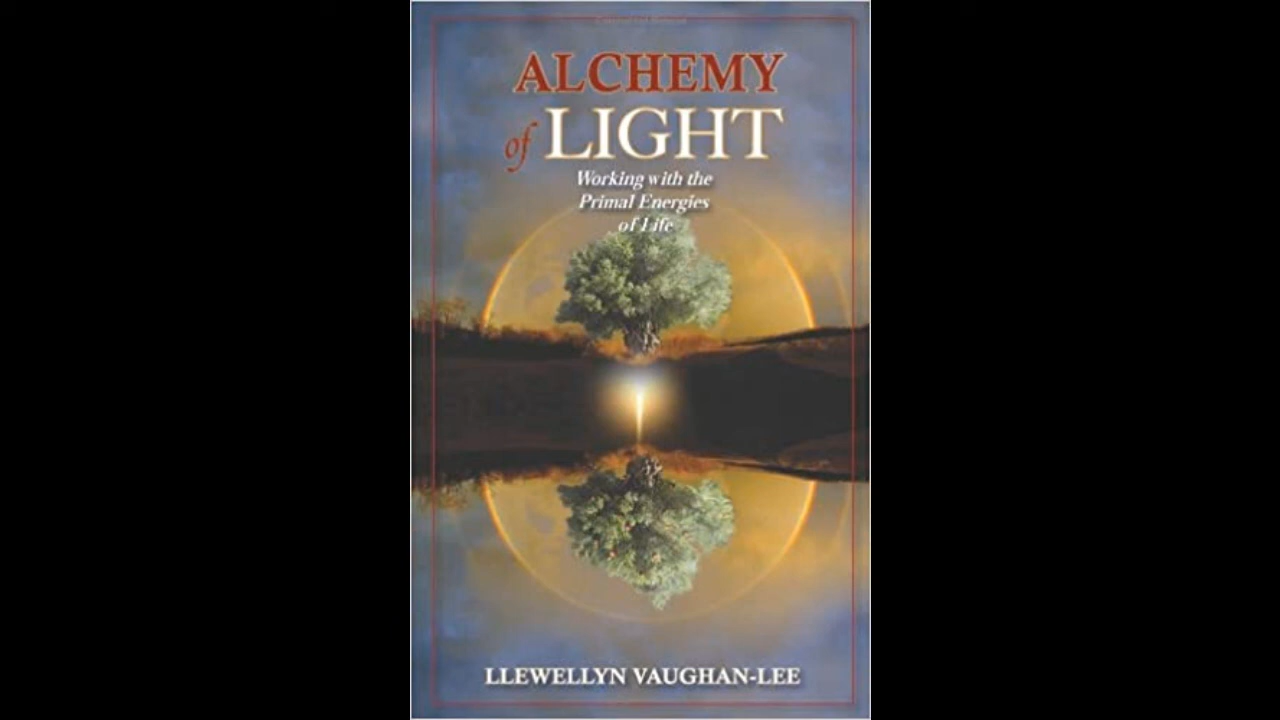 ALCHEMY
of LIGHT
Working with the
Primal Energies
of Life
LLEWELLYN VAUGHAN-LEE